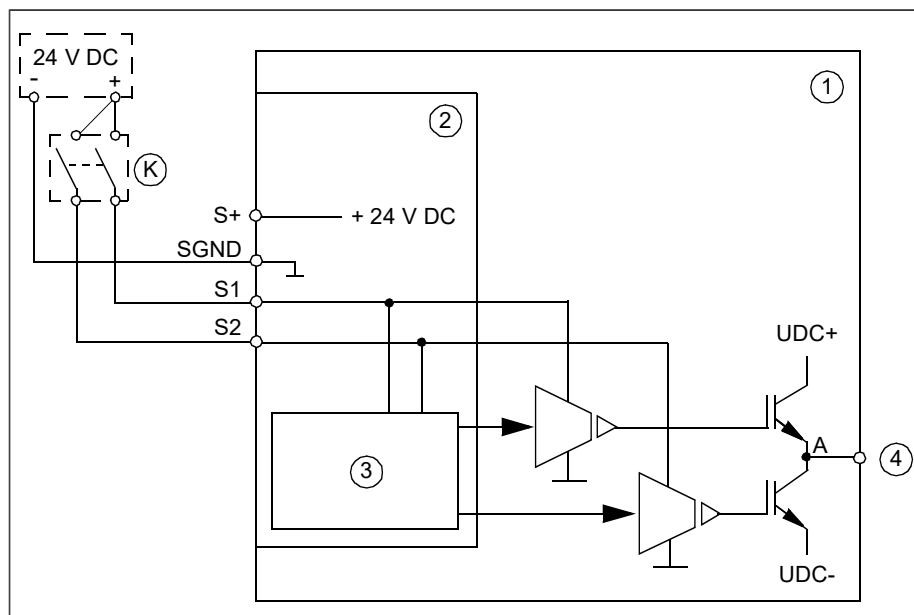 24 V DC
- +
1
2
K
S+
+ 24 V DC
SGND
S1
S2
UDC+
A
3
4
UDC-